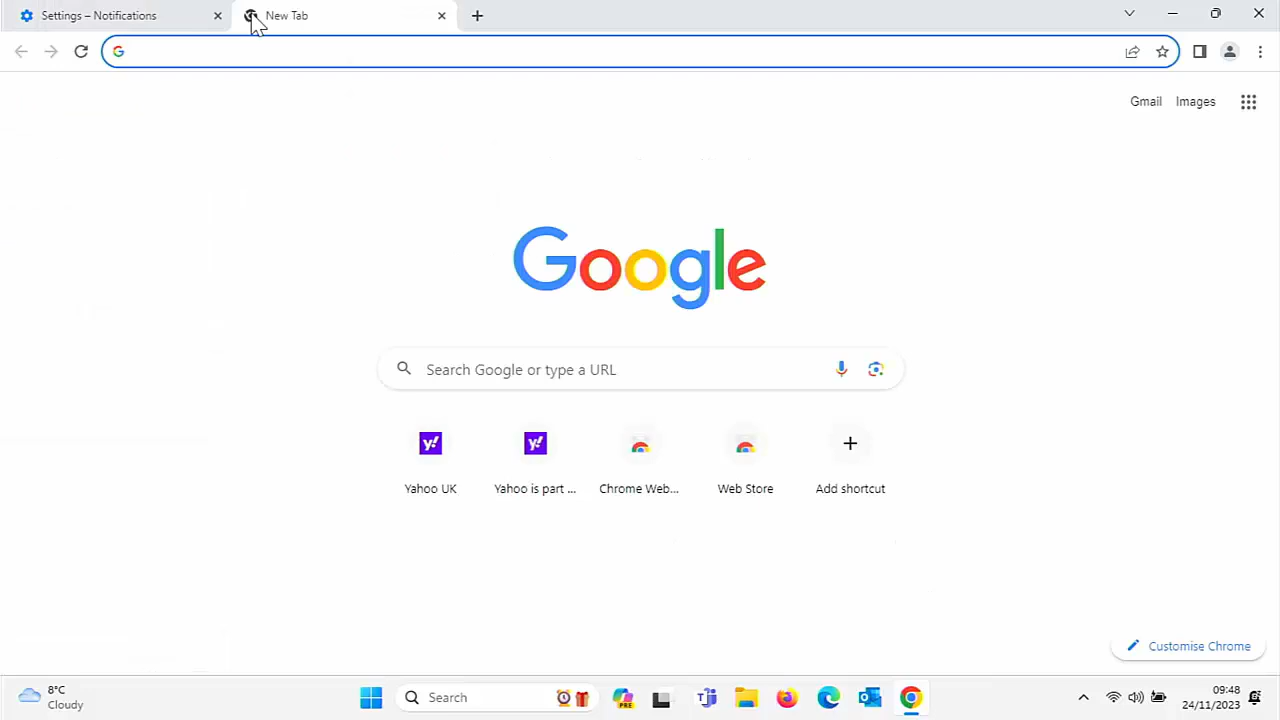 Settings – Notifications
New Tab
Gmail
Images
Google
Search Google or type a URL
Yahoo UK
Yahoo is part ...
Chrome Web...
Web Store
Add shortcut
Customise Chrome
8°C
Cloudy
Search
PRE
09:48
24/11/2023